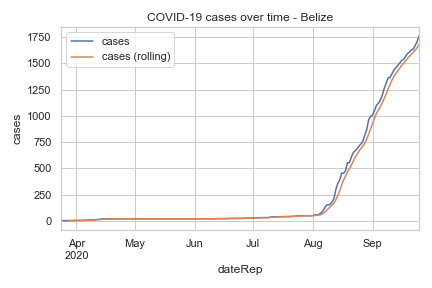 COVID-19 cases over time - Belize
cases
cases (rolling)
1750
1500
1250
1000
750
500
250
0
cases
Apr
2020
May
Jun
Jul
Aug
Sep
dateRep